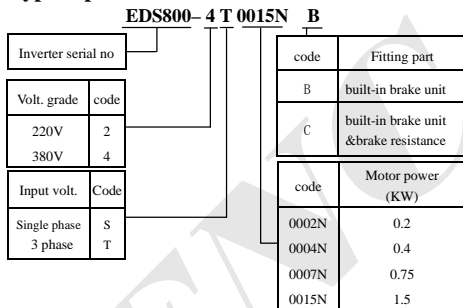 EDS800–4T0015N B
Inverter serial no
Volt. grade code
220V 2
380V 4
Input volt. Code
Single phase S
3 phase T
code Fitting part
B built-in brake unit
C built-in brake unit
&brake resistance
code Motor power
(KW)
0002N 0.2
0004N 0.4
0007N 0.75
0015N 1.5